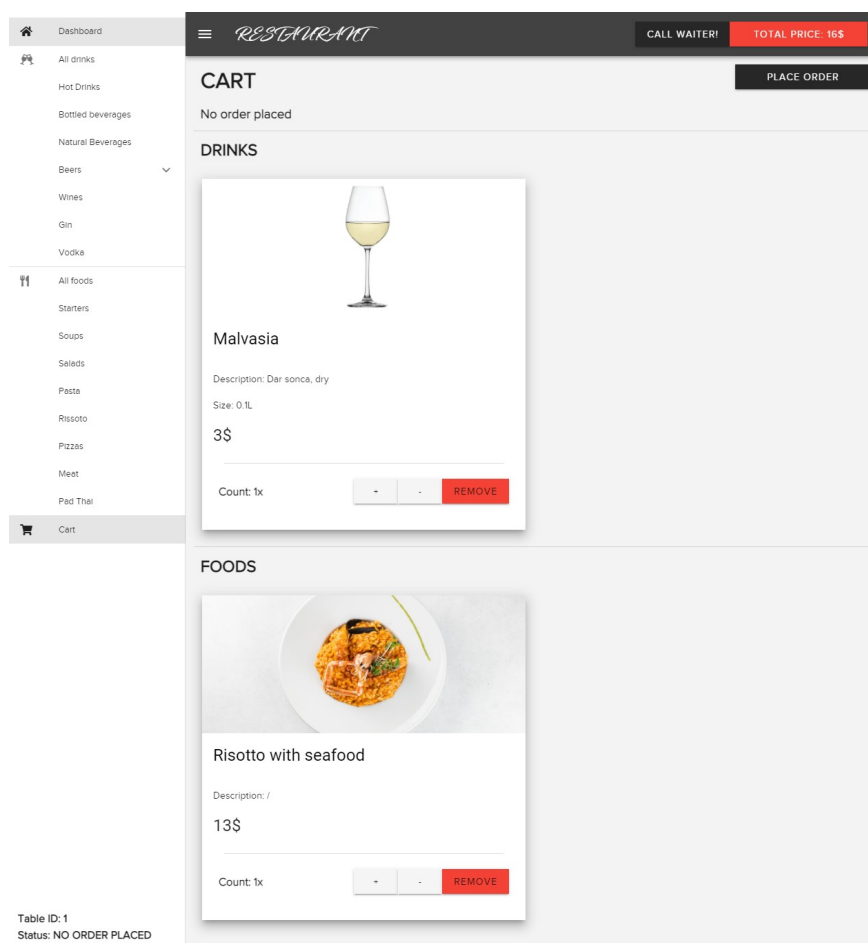 Dashboard
All drinks
Hot Drinks
Bottled beverages
Natural Beverages
Beers
Wines
Gin
Vodka
All foods
Starters
Soups
Salads
Pasta
Rissoto
Pizzas
Meat
Pad Thai
Cart
Table ID: 1
Status: NO ORDER PLACED
RESTAURANT
CALL WAITER!
TOTAL PRICE: 16$
CART
PLACE ORDER
No order placed
DRINKS
Malvasia
Description: Dar sonca, dry
Size: 0.1L
3$
Count: 1x
+
-
REMOVE
FOODS
Risotto with seafood
Description: /
13$
Count: 1x
+
-
REMOVE